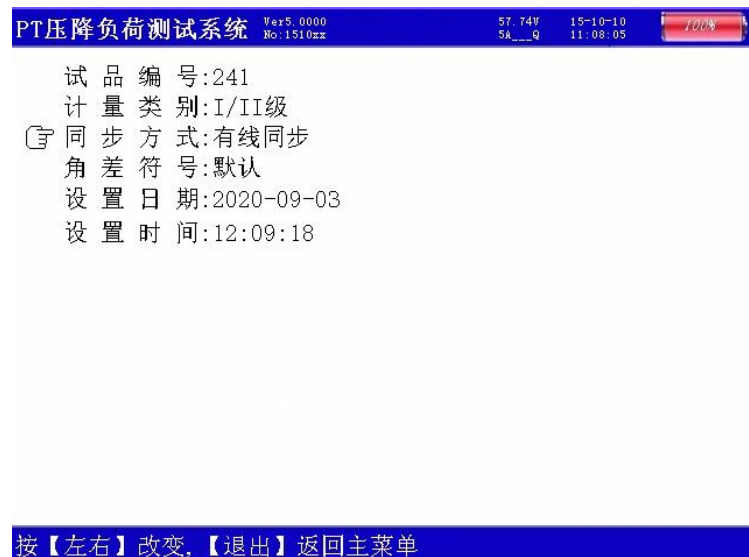 PT压降负荷测试系统 Ver5.0000 57.74V 15-10-10 100%
No:1510xx 5A___Q 11:08:05
试品编号:241
计量类别:I/II级
同步方式:有线同步
角差符号:默认
设置日期:2020-09-03
设置时间:12:09:18
按【左右】改变,【退出】返回主菜单